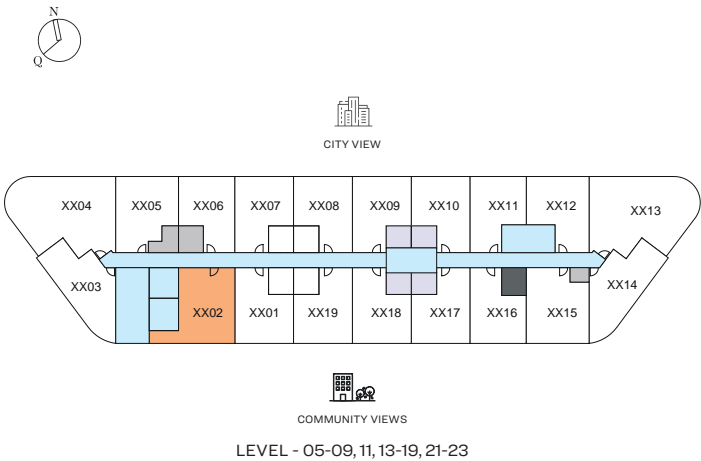 N
Q
CITY VIEW
XX04 XX05 XX06 XX07 XX08 XX09 XX10 XX11 XX12 XX13
XX03 XX14
XX02 XX01 XX19 XX18 XX17 XX16 XX15
COMMUNITY VIEWS
LEVEL - 05-09, 11, 13-19, 21-23